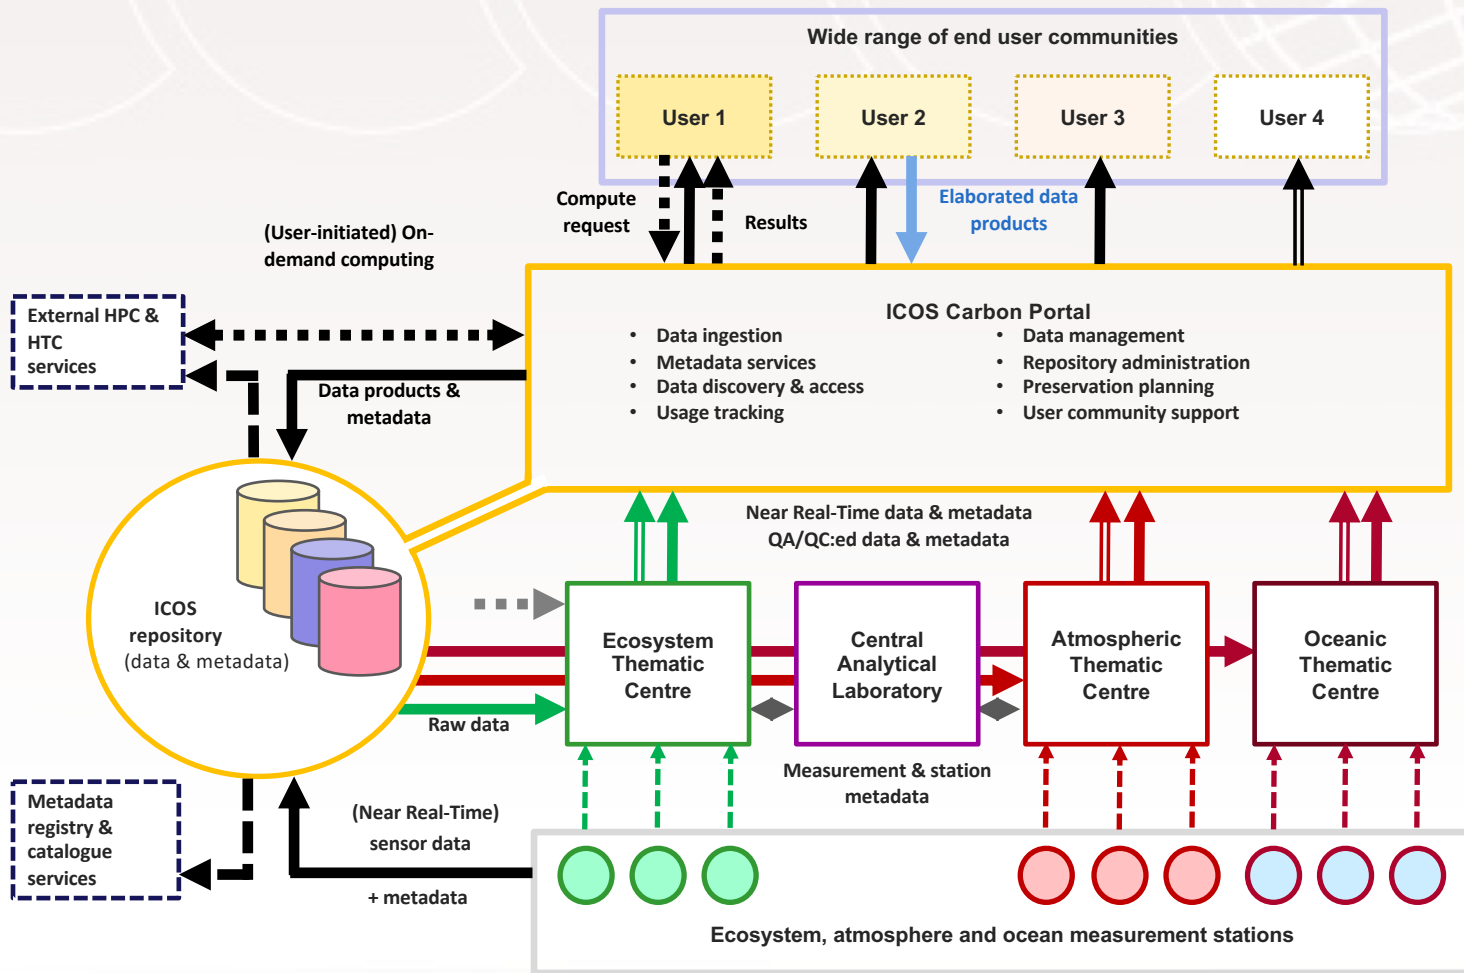 Wide range of end user communities
User 1
User 2
User 3
User 4
Compute
request
Results
Elaborated data
products
(User-initiated) On-
demand computing
External HPC &
HTC
services
Data products &
metadata
ICOS Carbon Portal
• Data ingestion
• Metadata services
• Data discovery & access
• Usage tracking
• Data management
• Repository administration
• Preservation planning
• User community support
Near Real-Time data & metadata
QA/QC:ed data & metadata
ICOS
repository
(data & metadata)
Ecosystem
Thematic
Centre
Central
Analytical
Laboratory
Atmospheric
Thematic
Centre
Oceanic
Thematic
Centre
Raw data
Measurement & station
metadata
Metadata
registry &
catalogue
services
(Near Real-Time)
sensor data
+ metadata
Ecosystem, atmosphere and ocean measurement stations